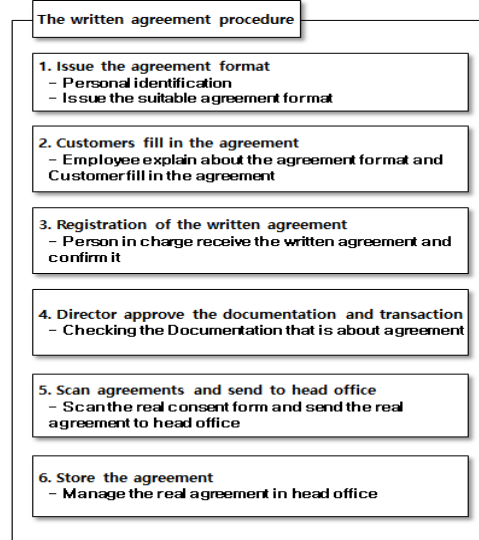 The written agreement procedure
1. Issue the agreement format
- Personal identification
- Issue the suitable agreement format
2. Customers fill in the agreement
- Employee explain about the agreement format and
Customer fill in the agreement
3. Registration of the written agreement
- Person in charge receive the written agreement and
confirm it
4. Director approve the documentation and transaction
- Checking the Documentation that is about agreement
5. Scan agreements and send to head office
- Scan the real consent form and send the real
agreement to head office
6. Store the agreement
- Manage the real agreement in head office